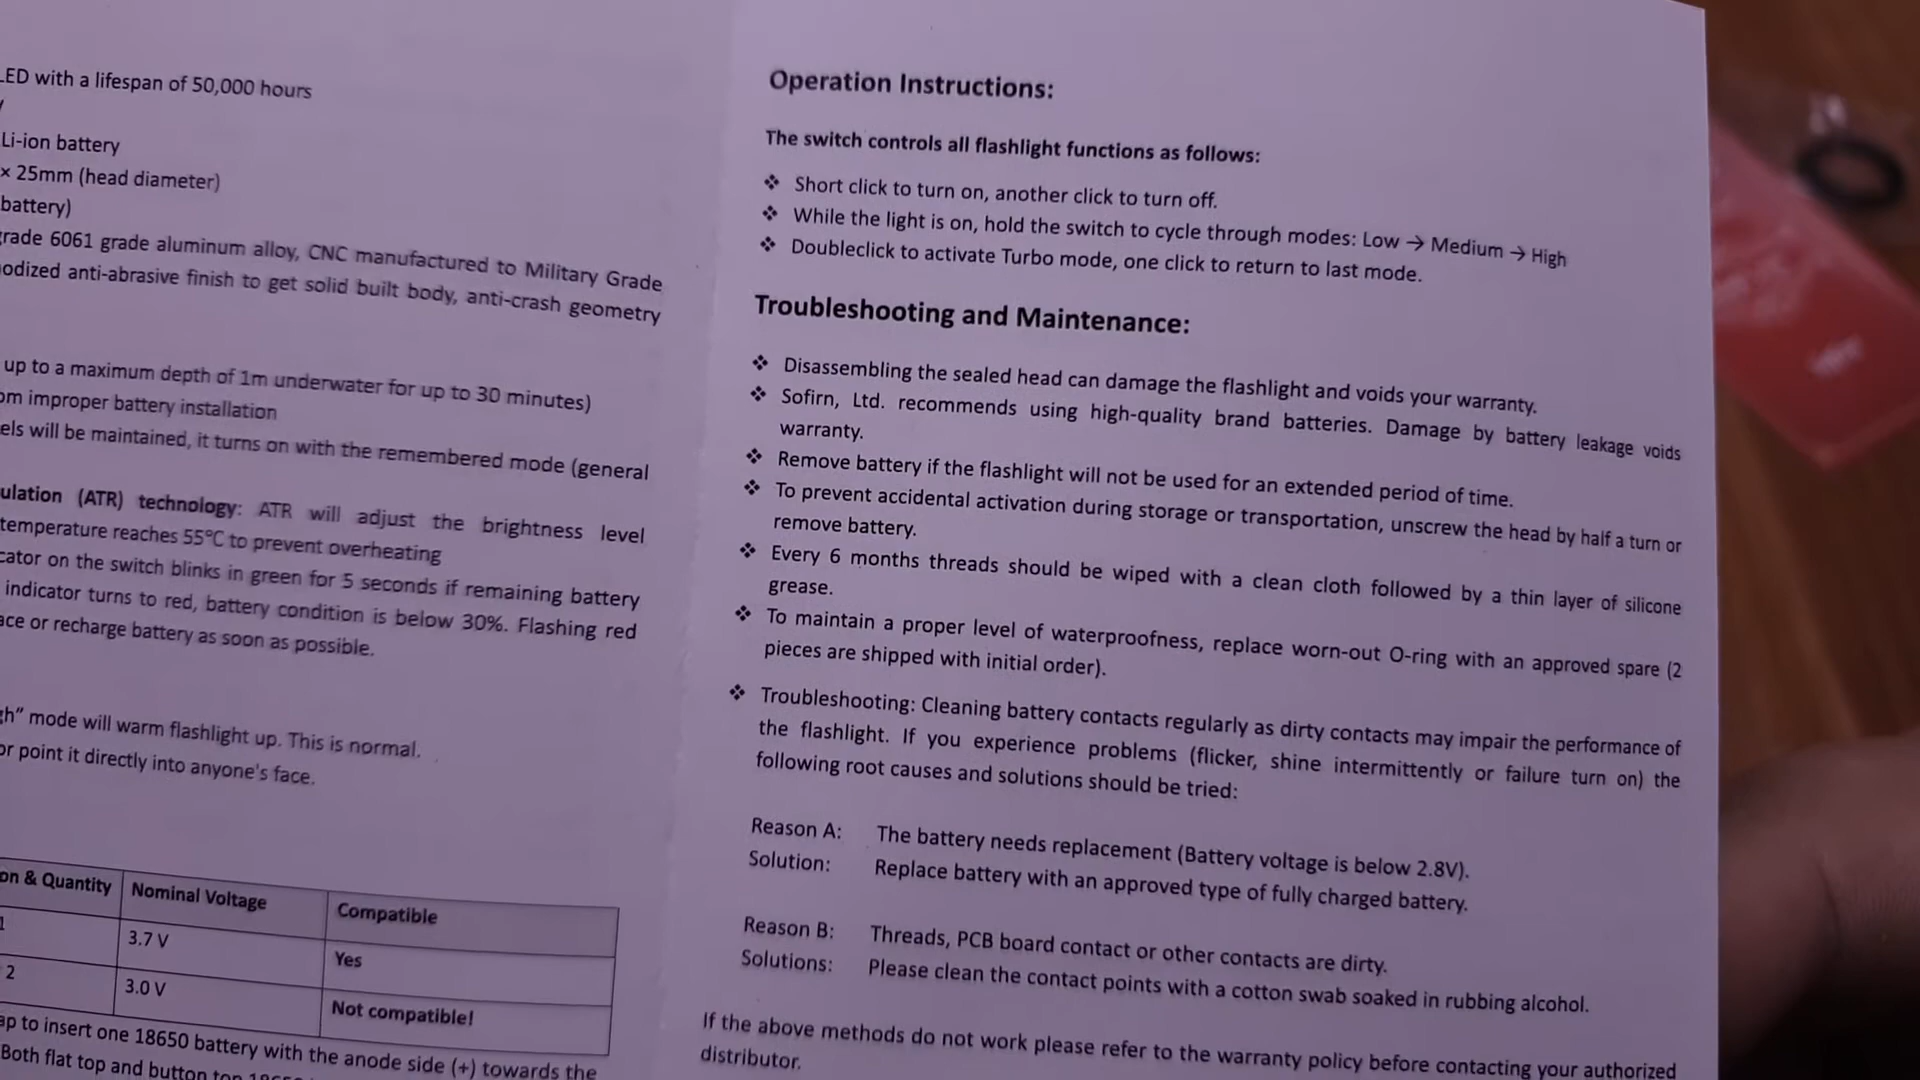 LED with a lifespan of 50,000 hours
Li-ion battery
x 25mm (head diameter)
battery)
grade 6061 grade aluminum alloy, CNC manufactured to Military Grade
odized anti-abrasive finish to get solid built body, anti-crash geometry
up to a maximum depth of 1m underwater for up to 30 minutes)
om improper battery installation
els will be maintained, it turns on with the remembered mode (general
ulation (ATR) technology: ATR will adjust the brightness level
temperature reaches 55°C to prevent overheating
cator on the switch blinks in green for 5 seconds if remaining battery
indicator turns to red, battery condition is below 30%. Flashing red
ace or recharge battery as soon as possible.
gh” mode will warm flashlight up. This is normal.
or point it directly into anyone's face.
on & Quantity Nominal Voltage Compatible
1 3.7 V Yes
2 3.0 V Not compatible!
ap to insert one 18650 battery with the anode side (+) towards the
Both flat top and button top
Operation Instructions:
The switch controls all flashlight functions as follows:
❖ Short click to turn on, another click to turn off.
❖ While the light is on, hold the switch to cycle through modes: Low → Medium → High
❖ Doubleclick to activate Turbo mode, one click to return to last mode.
Troubleshooting and Maintenance:
❖ Disassembling the sealed head can damage the flashlight and voids your warranty.
❖ Sofirn, Ltd. recommends using high-quality brand batteries. Damage by battery leakage voids
warranty.
❖ Remove battery if the flashlight will not be used for an extended period of time.
❖ To prevent accidental activation during storage or transportation, unscrew the head by half a turn or
remove battery.
❖ Every 6 months threads should be wiped with a clean cloth followed by a thin layer of silicone
grease.
❖ To maintain a proper level of waterproofness, replace worn-out O-ring with an approved spare (2
pieces are shipped with initial order).
❖ Troubleshooting: Cleaning battery contacts regularly as dirty contacts may impair the performance of
the flashlight. If you experience problems (flicker, shine intermittently or failure turn on) the
following root causes and solutions should be tried:
Reason A: The battery needs replacement (Battery voltage is below 2.8V).
Solution: Replace battery with an approved type of fully charged battery.
Reason B: Threads, PCB board contact or other contacts are dirty.
Solutions: Please clean the contact points with a cotton swab soaked in rubbing alcohol.
If the above methods do not work please refer to the warranty policy before contacting your authorized
distributor.